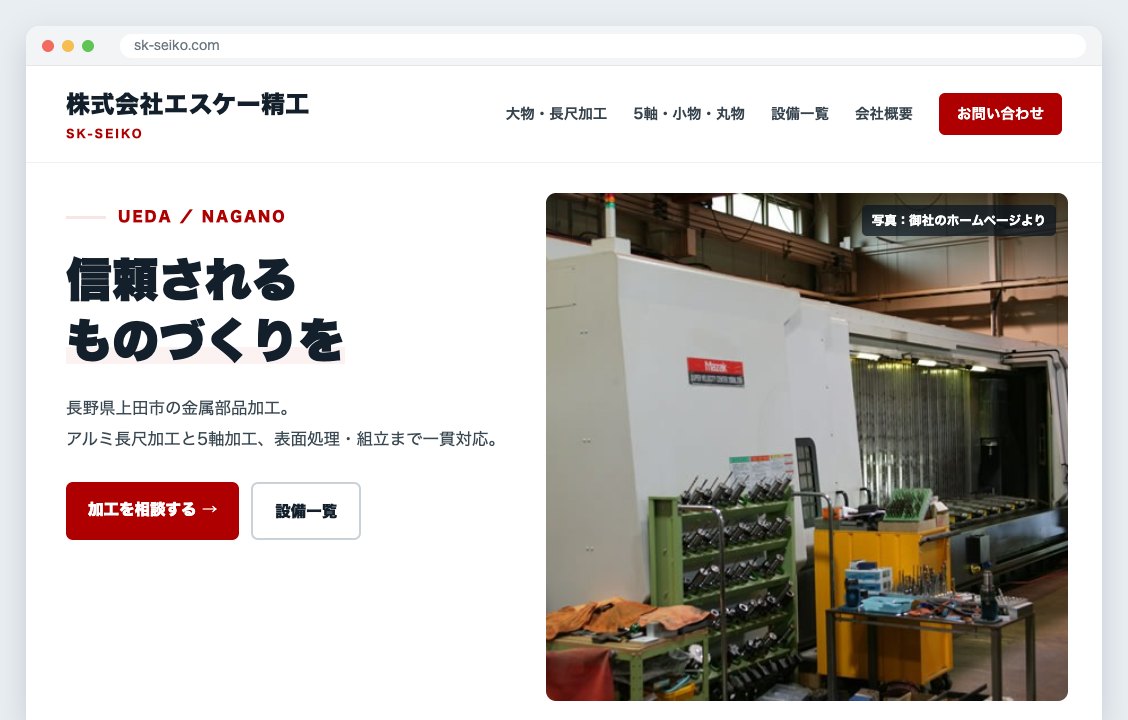 sk-seiko.com
株式会社エスケー精工
SK-SEIKO
大物・長尺加工
5軸・小物・丸物
設備一覧
会社概要
お問い合わせ
UEDA ／ NAGANO
信頼される
ものづくりを
長野県上田市の金属部品加工。
アルミ長尺加工と5軸加工、表面処理・組立まで一貫対応。
加工を相談する →
設備一覧
写真：御社のホームページより
Mazak